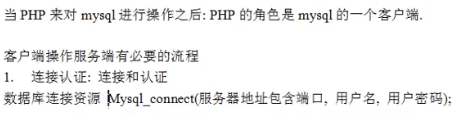 当 PHP 来对 mysql 进行操作之后: PHP 的角色是 mysql 的一个客户端.
客户端操作服务端有必要的流程
1. 连接认证: 连接和认证
数据库连接资源 Mysql_connect(服务器地址包含端口, 用户名, 用户密码);